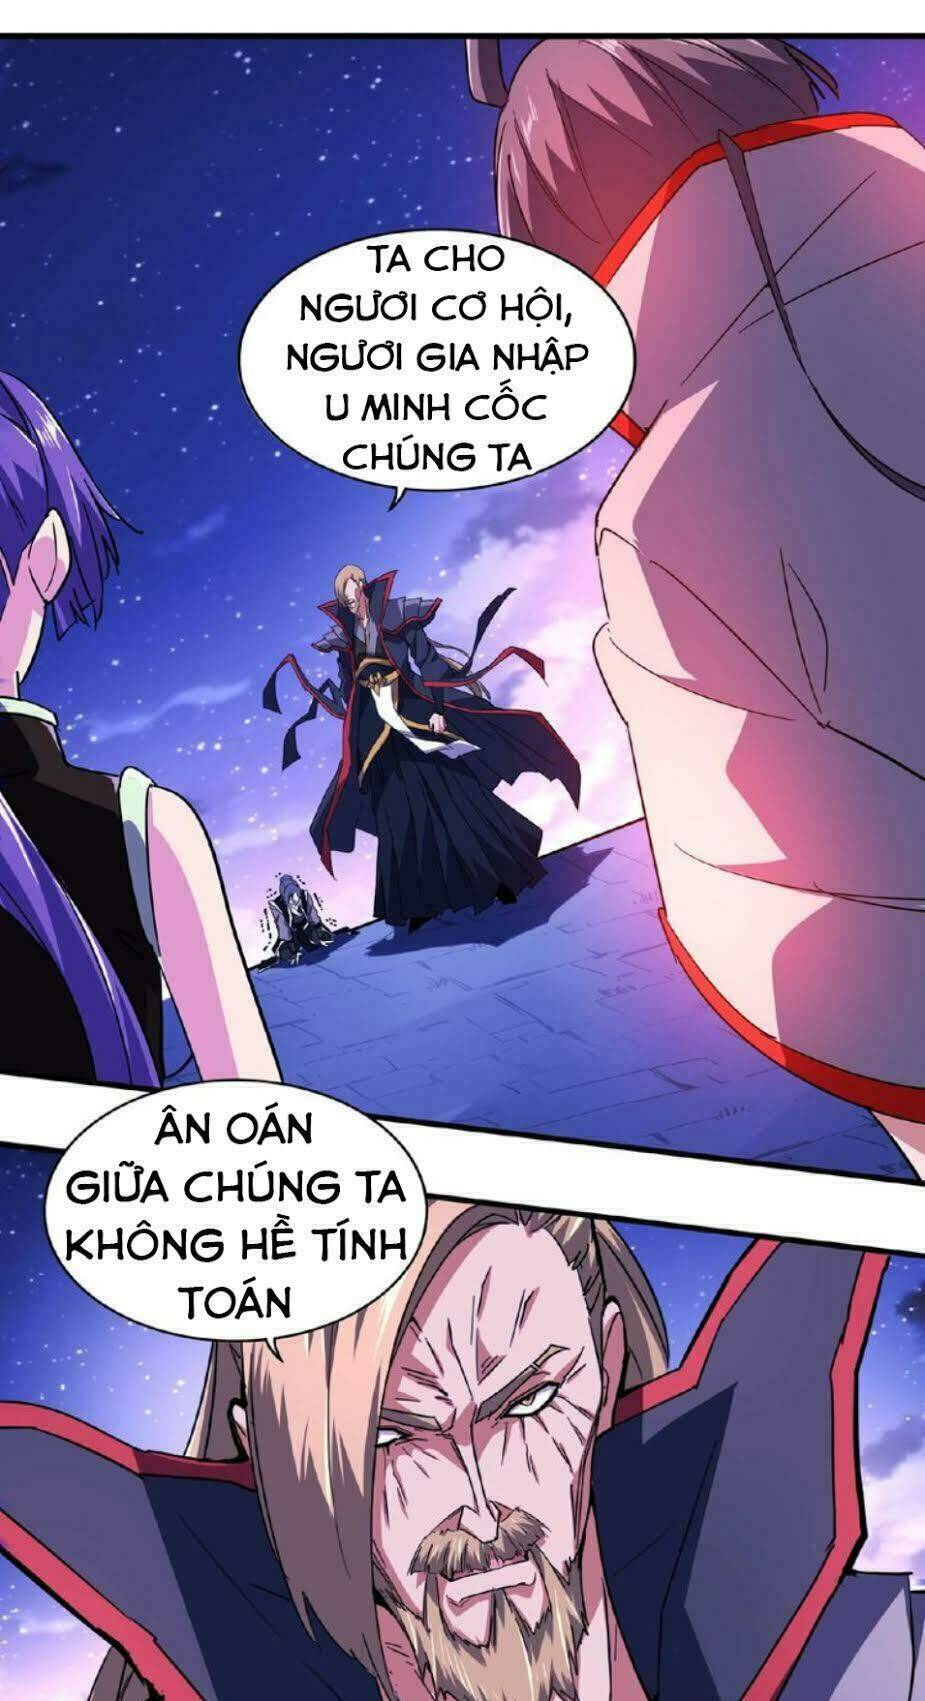 TA CHO
NGƯƠI CƠ HỘI,
NGƯƠI GIA NHẬP
U MINH CỐC
CHÚNG TA
ÂN OÁN
GIỮA CHÚNG TA
KHÔNG HỀ TÍNH
TOÁN